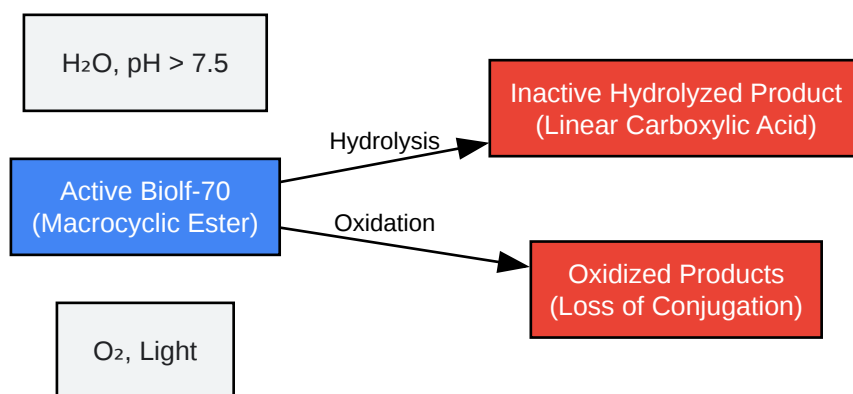 H₂O, pH > 7.5
Inactive Hydrolyzed Product
(Linear Carboxylic Acid)
Hydrolysis
Active Biolf-70
(Macrocyclic Ester)
Oxidation
Oxidized Products
(Loss of Conjugation)
O₂, Light